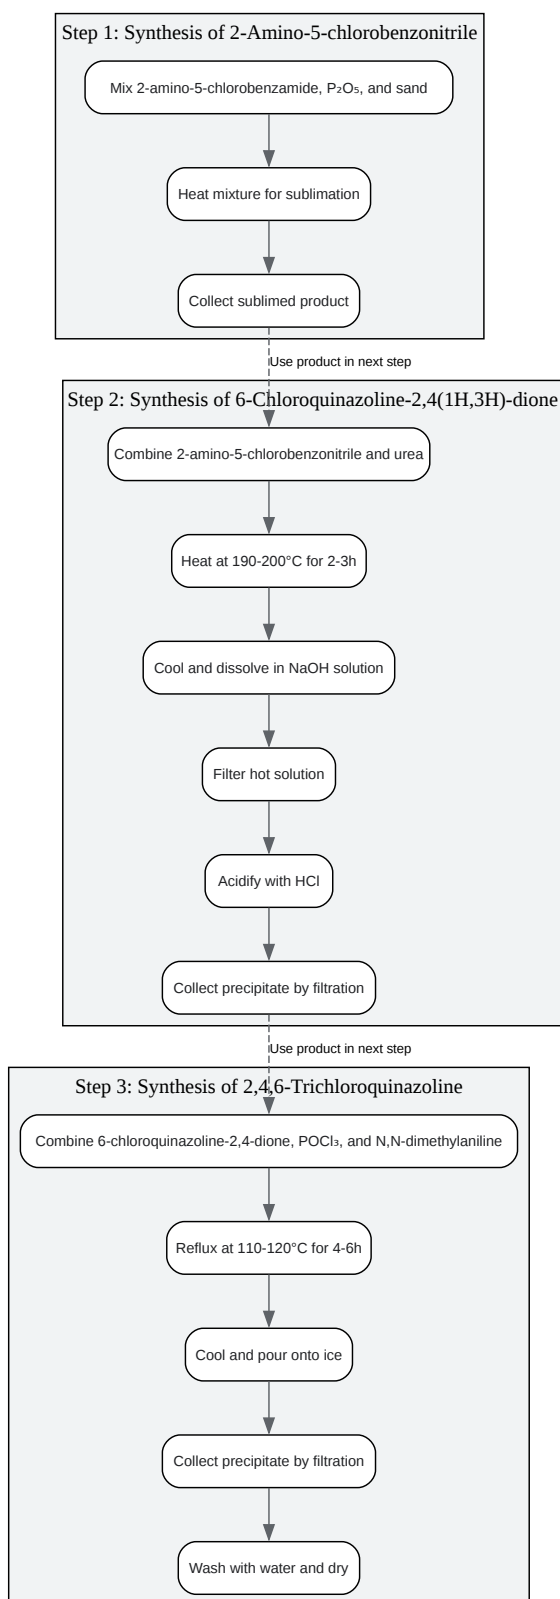 Step 1: Synthesis of 2-Amino-5-chlorobenzonitrile
Mix 2-amino-5-chlorobenzamide, P₂O₅, and sand
Heat mixture for sublimation
Collect sublimed product
Use product in next step
Step 2: Synthesis of 6-Chloroquinazoline-2,4(1H,3H)-dione
Combine 2-amino-5-chlorobenzonitrile and urea
Heat at 190-200°C for 2-3h
Cool and dissolve in NaOH solution
Filter hot solution
Acidify with HCl
Collect precipitate by filtration
Use product in next step
Step 3: Synthesis of 2,4,6-Trichloroquinazoline
Combine 6-chloroquinazoline-2,4-dione, POCl₃, and N,N-dimethylaniline
Reflux at 110-120°C for 4-6h
Cool and pour onto ice
Collect precipitate by filtration
Wash with water and dry